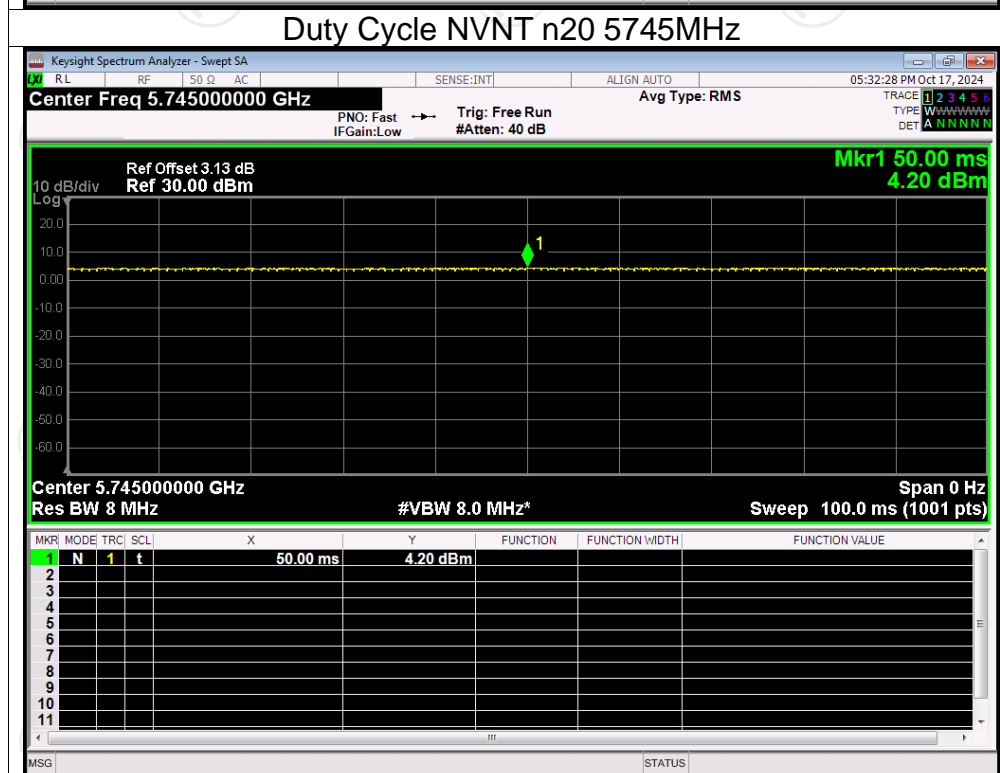 Duty Cycle NVNT n20 5745MHz
Keysight Spectrum Analyzer - Swept SA
LXI RL RF 50 Ω AC SENSE:INT ALIGN AUTO 05:32:28 PM Oct 17, 2024
Center Freq 5.745000000 GHz Avg Type: RMS TRACE 1 2 3 4 5 6
PNO: Fast Trig: Free Run TYPE WWWWWW
IFGain:Low #Atten: 40 dB DET A N N N N N
Mkr1 50.00 ms
Ref Offset 3.13 dB
10 dB/div Ref 30.00 dBm 4.20 dBm
Log
20.0
1
10.0
0.00
-10.0
-20.0
-30.0
-40.0
-50.0
-60.0
Center 5.745000000 GHz Span 0 Hz
Res BW 8 MHz #VBW 8.0 MHz* Sweep 100.0 ms (1001 pts)
MKR MODE TRC SCL X Y FUNCTION FUNCTION WIDTH FUNCTION VALUE
1 N 1 t 50.00 ms 4.20 dBm
2
3
4
5
6
7
8
9
10
11
MSG STATUS